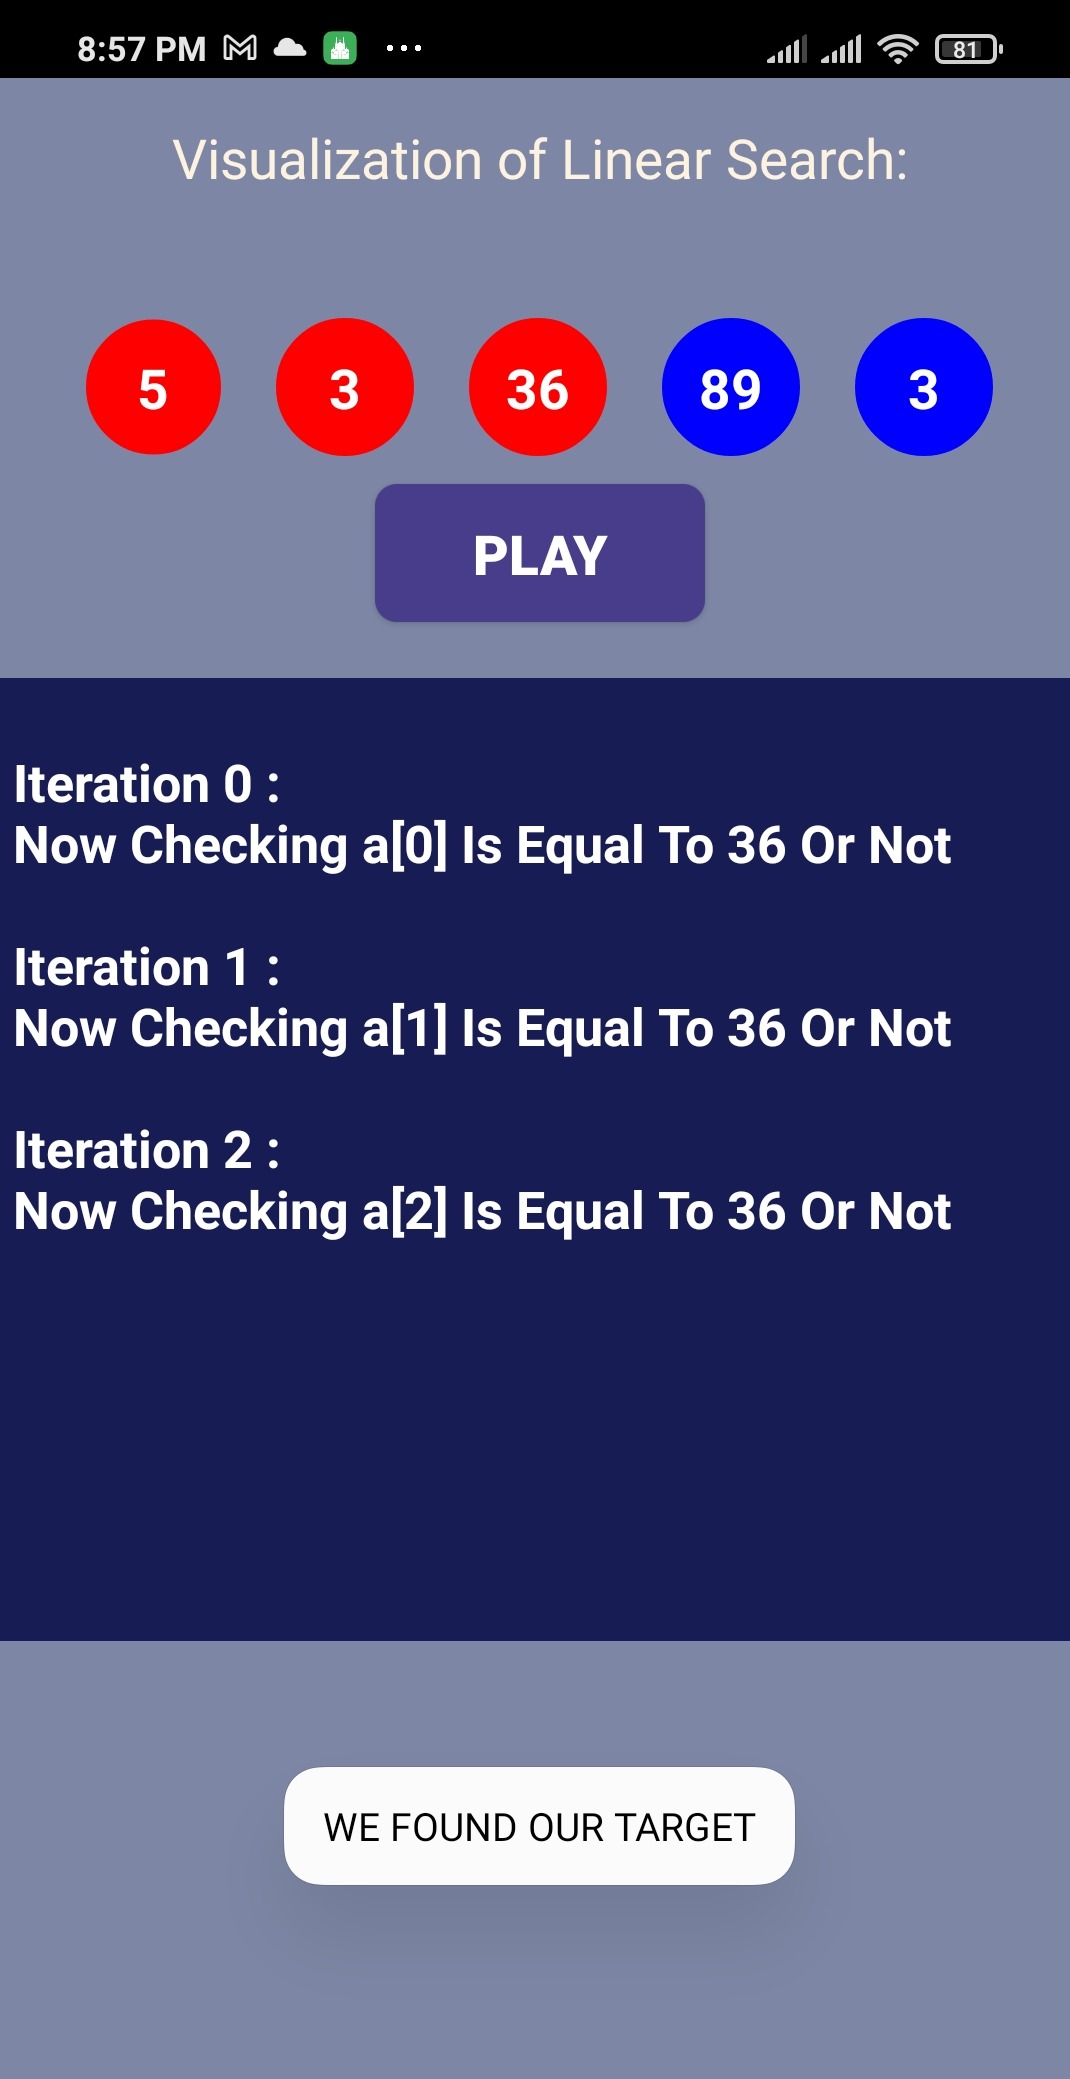 8:57 PM
81
Visualization of Linear Search:
5 3 36 89 3
PLAY
Iteration 0 :
Now Checking a[0] Is Equal To 36 Or Not
Iteration 1 :
Now Checking a[1] Is Equal To 36 Or Not
Iteration 2 :
Now Checking a[2] Is Equal To 36 Or Not
WE FOUND OUR TARGET